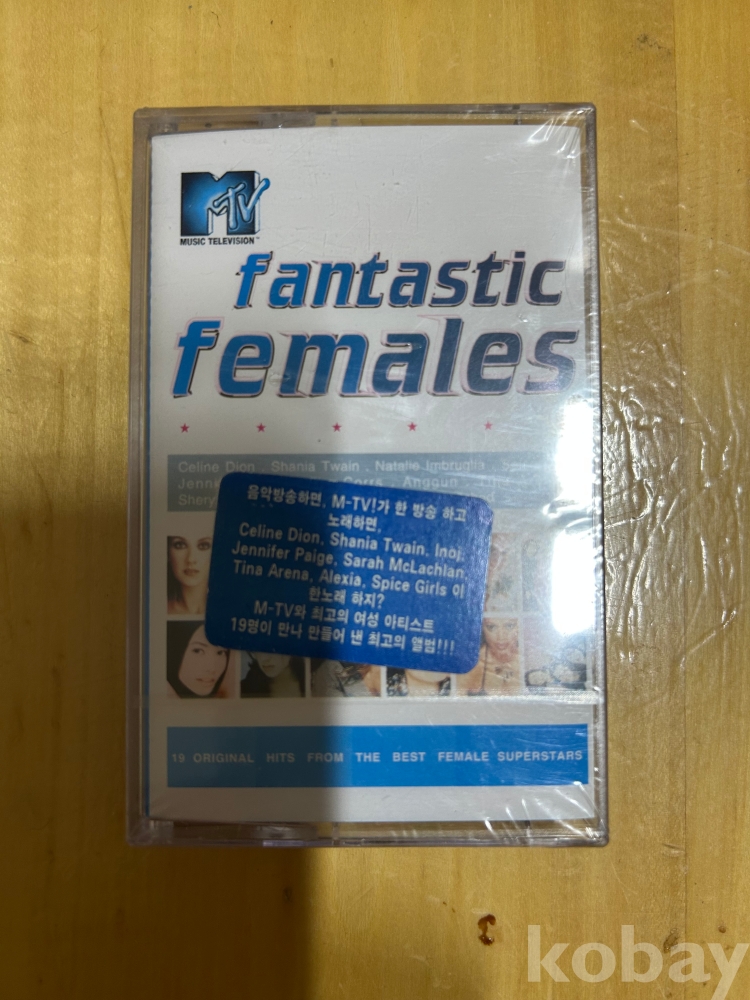 MTV
MUSIC TELEVISION™
fantastic
females
Celine Dion . Shania Twain . Natalie Imbruglia .
Corrs . Anggun .
Shery
음악방송하면, M-TV!가 한 방송 하고
노래하면,
Celine Dion, Shania Twain, Inoj,
Jennifer Paige, Sarah McLachlan,
Tina Arena, Alexia, Spice Girls 이
한노래 하지?
M-TV와 최고의 여성 아티스트
19명이 만나 만들어 낸 최고의 앨범!!!
19 ORIGINAL HITS FROM THE BEST FEMALE SUPERSTARS
kobay